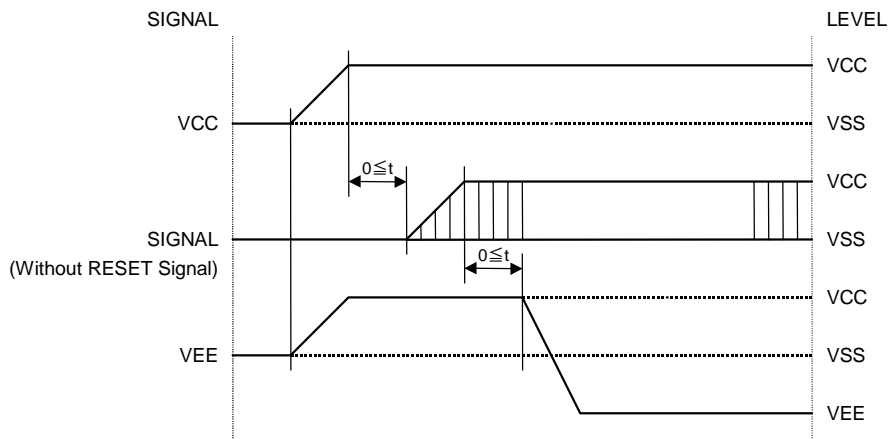 SIGNAL LEVEL
VCC
VCC VSS
0≦t
VCC
SIGNAL VSS
(Without RESET Signal)
0≦t
VCC
VEE VSS
VEE